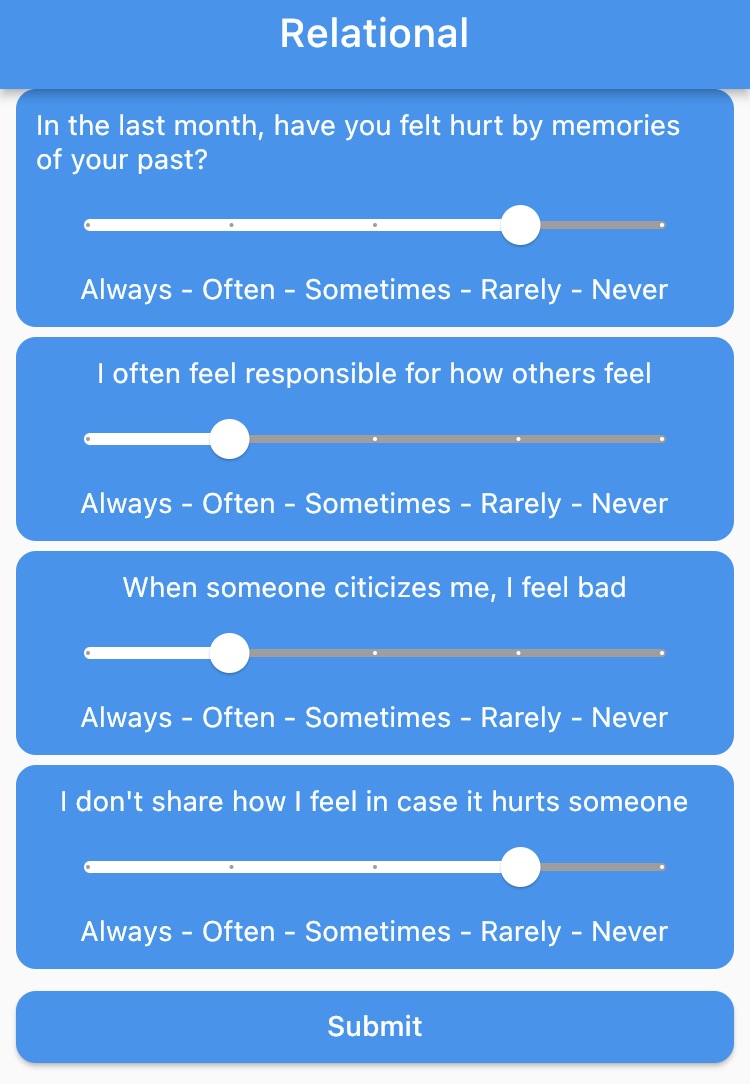 Relational
In the last month, have you felt hurt by memories
of your past?
Always - Often - Sometimes - Rarely - Never
I often feel responsible for how others feel
Always - Often - Sometimes - Rarely - Never
When someone citicizes me, I feel bad
Always - Often - Sometimes - Rarely - Never
I don't share how I feel in case it hurts someone
Always - Often - Sometimes - Rarely - Never
Submit